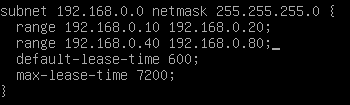 subnet 192.168.0.0 netmask 255.255.255.0 {
  range 192.168.0.10 192.168.0.20;
  range 192.168.0.40 192.168.0.80;_
  default-lease-time 600;
  max-lease-time 7200;
}